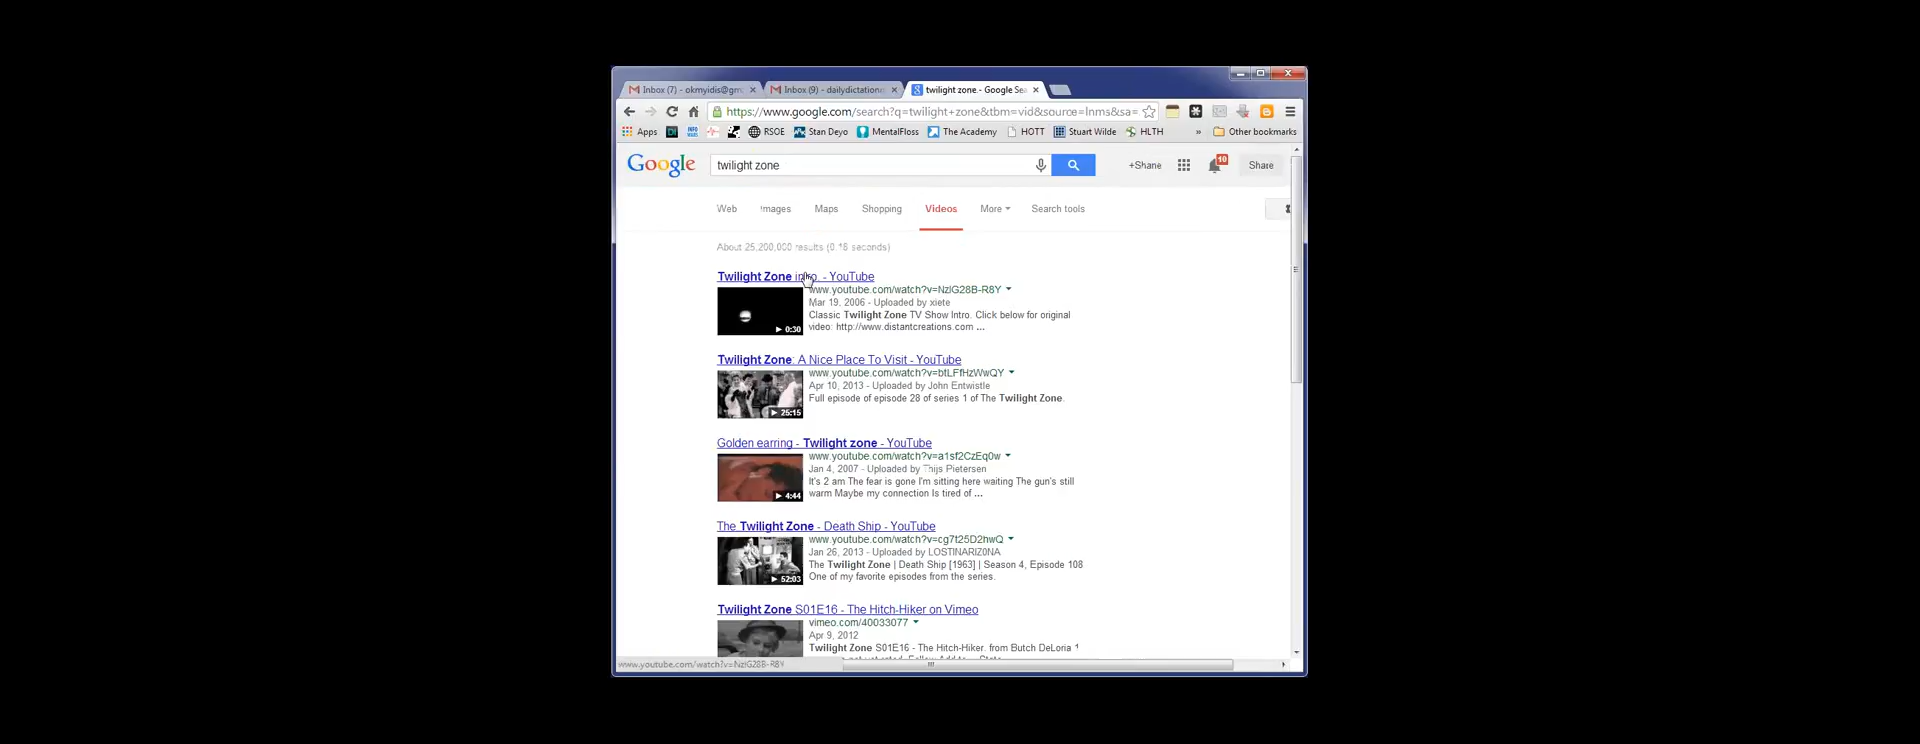 Inbox (7) - okmyidis@gm
Inbox (9) - dailydictation
twilight zone - Google Se
https://www.google.com/search?q=twilight+zone&tbm=vid&source=lnms&sa=
Apps
RSOE
Stan Deyo
MentalFloss
The Academy
HOTT
Stuart Wilde
HLTH
»
Other bookmarks
Google
twilight zone
+Share
10
Share
Web
Images
Maps
Shopping
Videos
More
Search tools
About 25,200,000 results (0.18 seconds)
Twilight Zone intro. - YouTube
www.youtube.com/watch?v=NzlG28B-R8Y
Mar 19, 2006 - Uploaded by xiete
0:30
Classic Twilight Zone TV Show Intro. Click below for original
video: http://www.distantcreations.com ...
Twilight Zone: A Nice Place To Visit - YouTube
www.youtube.com/watch?v=btLFfHzWwQY
Apr 10, 2013 - Uploaded by John Entwistle
25:15
Full episode of episode 28 of series 1 of The Twilight Zone.
Golden earring - Twilight zone - YouTube
www.youtube.com/watch?v=a1sf2CzEq0w
Jan 4, 2007 - Uploaded by Thijs Pietersen
4:44
It's 2 am The fear is gone I'm sitting here waiting The gun's still
warm Maybe my connection Is tired of ...
The Twilight Zone - Death Ship - YouTube
www.youtube.com/watch?v=cg7t25D2hwQ
Jan 26, 2013 - Uploaded by LOSTINARIZ0NA
52:03
The Twilight Zone | Death Ship [1963] | Season 4, Episode 108
One of my favorite episodes from the series.
Twilight Zone S01E16 - The Hitch-Hiker on Vimeo
vimeo.com/40033077
Apr 9, 2012
Twilight Zone S01E16 - The Hitch-Hiker. from Butch DeLoria 1
www.youtube.com/watch?v=NzlG28B-R8Y